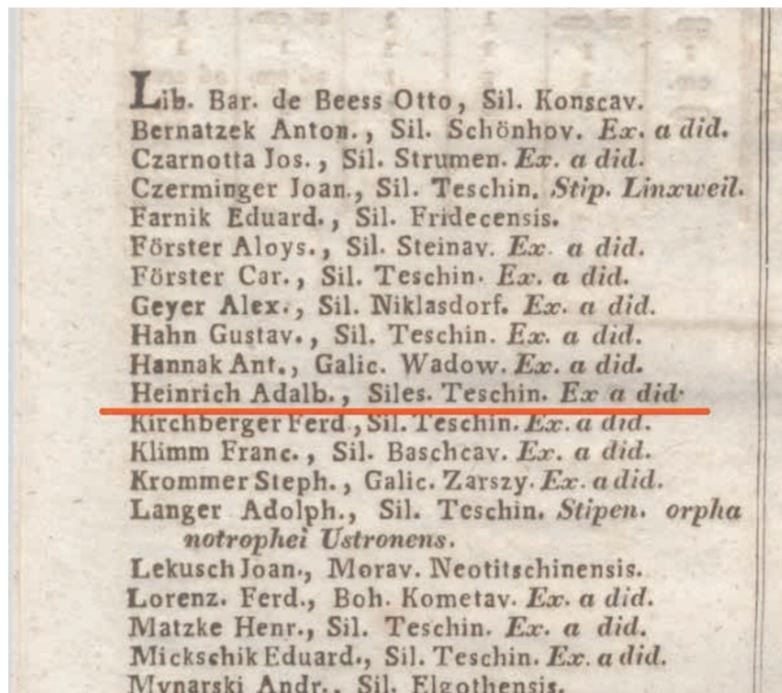 Lib. Bar. de Beess Otto, Sil. Konscav.
Bernatzek Anton., Sil. Schönhov. Ex. a did.
Czarnotta Jos., Sil. Strumen. Ex. a did.
Czerminger Joan., Sil. Teschin. Stip. Linxweil.
Farnik Eduard., Sil. Fridecensis.
Förster Aloys., Sil. Steinav. Ex. a did.
Förster Car., Sil. Teschin. Ex. a did.
Geyer Alex., Sil. Niklasdorf. Ex. a did.
Hahn Gustav., Sil. Teschin. Ex. a did.
Hannak Ant., Galic. Wadow. Ex. a did.
Heinrich Adalb., Siles. Teschin. Ex a did.
Kirchberger Ferd., Sil. Teschin. Ex. a did.
Klimm Franc., Sil. Baschcav. Ex. a did.
Krommer Steph., Galic. Zarszy. Ex. a did.
Langer Adolph., Sil. Teschin. Stipen. orpha
notrophei Ustronens.
Lekusch Joan., Morav. Neotitschinensis.
Lorenz. Ferd., Boh. Kometav. Ex. a did.
Matzke Henr., Sil. Teschin. Ex. a did.
Mickschik Eduard., Sil. Teschin. Ex. a did.
Mynarski Andr., Sil. Elgothensis.